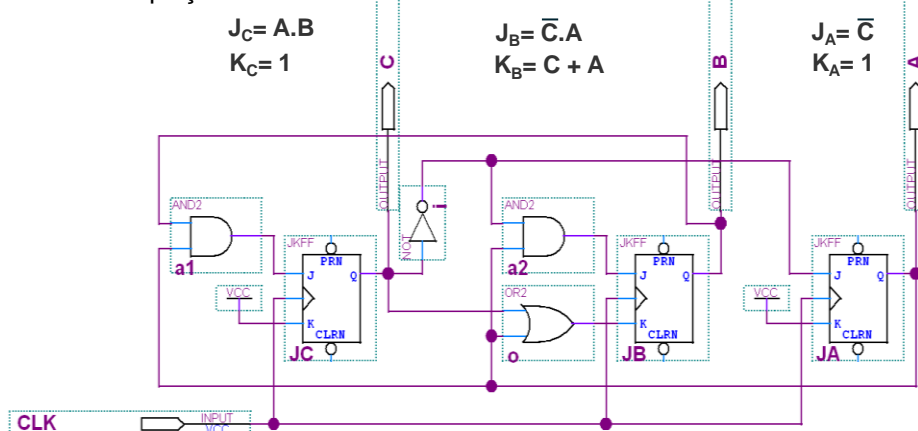 J_C= A.B
K_C= 1
J_B= C̅.A
K_B= C + A
J_A= C̅
K_A= 1
C
B
A
OUTPUT
OUTPUT
OUTPUT
AND2
a1
NOT
i
AND2
a2
OR2
o
JKFF
PRN
J Q
K
CLRN
JC
VCC
JKFF
PRN
J Q
K
CLRN
JB
VCC
JKFF
PRN
J Q
K
CLRN
JA
CLK
INPUT
VCC